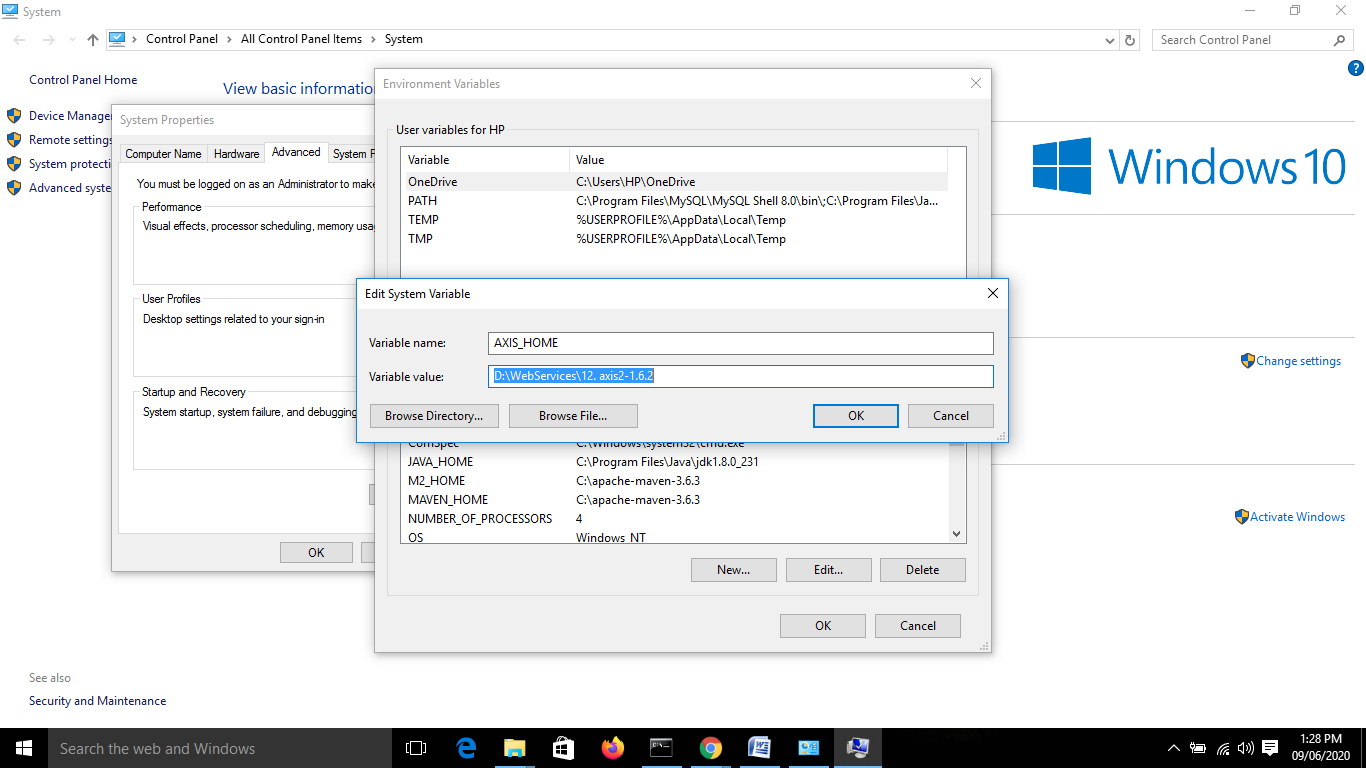 System
Control Panel > All Control Panel Items > System
Search Control Panel
Control Panel Home
Device Manager
Remote settings
System protecti
Advanced syste
View basic informatio
System Properties
Computer Name
Hardware
Advanced
System P
You must be logged on as an Administrator to make
Performance
Visual effects, processor scheduling, memory usag
User Profiles
Desktop settings related to your sign-in
Startup and Recovery
System startup, system failure, and debugging
OK
Environment Variables
User variables for HP
Variable Value
OneDrive C:\Users\HP\OneDrive
PATH C:\Program Files\MySQL\MySQL Shell 8.0\bin\;C:\Program Files\Ja...
TEMP %USERPROFILE%\AppData\Local\Temp
TMP %USERPROFILE%\AppData\Local\Temp
Edit System Variable
Variable name: AXIS_HOME
Variable value: D:\WebServices\12. axis2-1.6.2
Browse Directory... Browse File... OK Cancel
ComSpec C:\Windows\system32\cmd.exe
JAVA_HOME C:\Program Files\Java\jdk1.8.0_231
M2_HOME C:\apache-maven-3.6.3
MAVEN_HOME C:\apache-maven-3.6.3
NUMBER_OF_PROCESSORS 4
OS Windows_NT
New... Edit... Delete
OK Cancel
Windows 10
Change settings
Activate Windows
See also
Security and Maintenance
Search the web and Windows
1:28 PM
09/06/2020